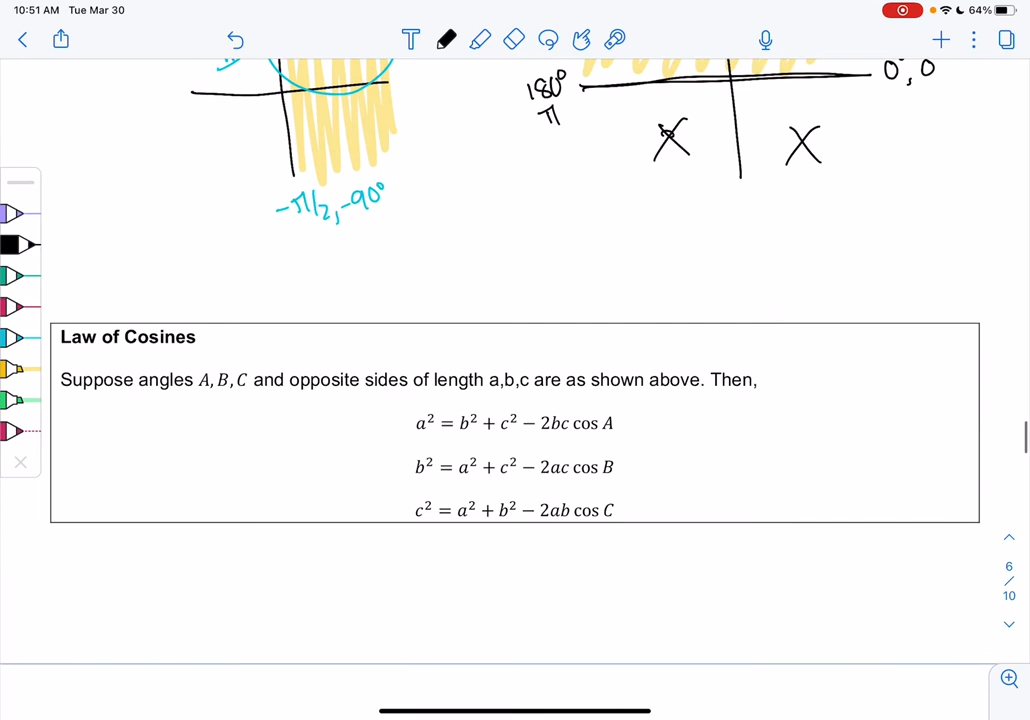 10:51 AM Tue Mar 30
64%
T
180° 0°, 0
π
X X
-π/2, -90°
Law of Cosines
Suppose angles A, B, C and opposite sides of length a,b,c are as shown above. Then,
a² = b² + c² − 2bc cos A
b² = a² + c² − 2ac cos B
c² = a² + b² − 2ab cos C
6
/
10